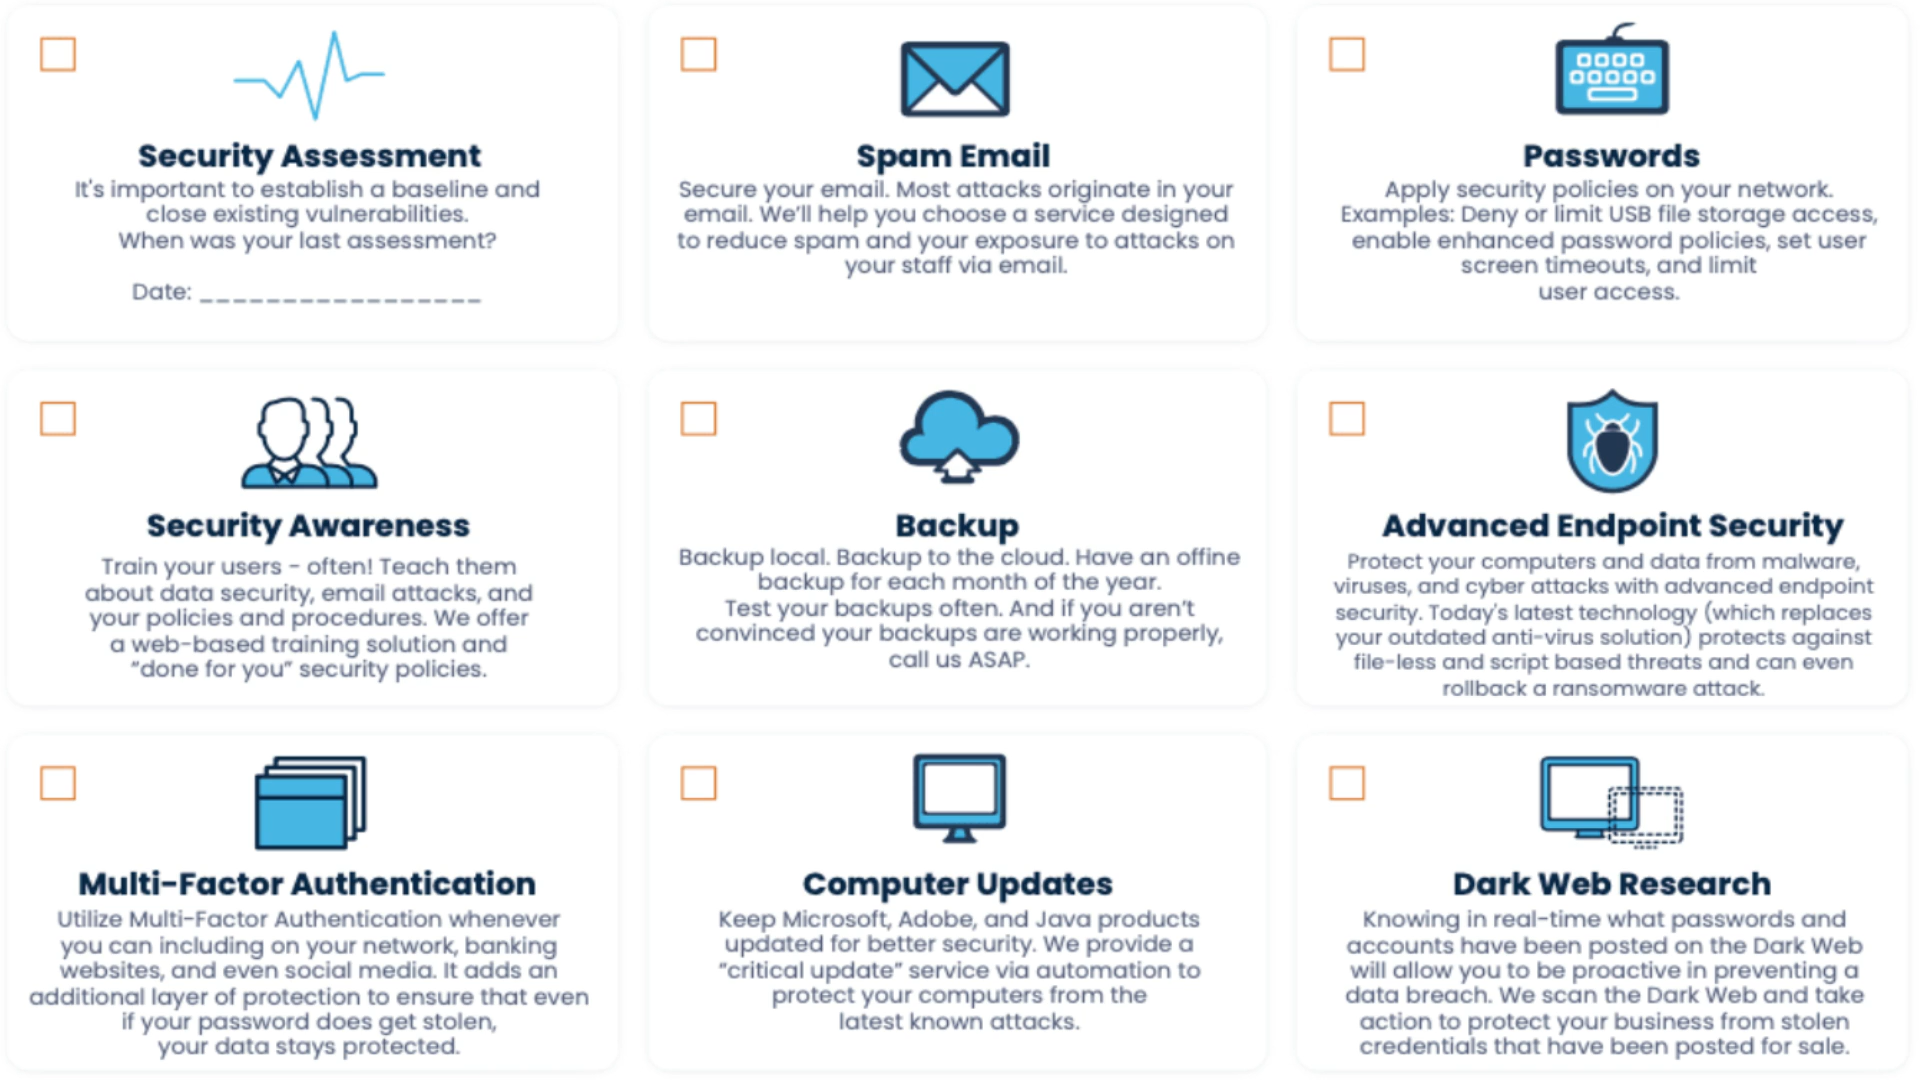 Security Assessment
It's important to establish a baseline and
close existing vulnerabilities.
When was your last assessment?
Date: _________________
Spam Email
Secure your email. Most attacks originate in your
email. We'll help you choose a service designed
to reduce spam and your exposure to attacks on
your staff via email.
Passwords
Apply security policies on your network.
Examples: Deny or limit USB file storage access,
enable enhanced password policies, set user
screen timeouts, and limit
user access.
Security Awareness
Train your users - often! Teach them
about data security, email attacks, and
your policies and procedures. We offer
a web-based training solution and
“done for you” security policies.
Backup
Backup local. Backup to the cloud. Have an offine
backup for each month of the year.
Test your backups often. And if you aren't
convinced your backups are working properly,
call us ASAP.
Advanced Endpoint Security
Protect your computers and data from malware,
viruses, and cyber attacks with advanced endpoint
security. Today's latest technology (which replaces
your outdated anti-virus solution) protects against
file-less and script based threats and can even
rollback a ransomware attack.
Multi-Factor Authentication
Utilize Multi-Factor Authentication whenever
you can including on your network, banking
websites, and even social media. It adds an
additional layer of protection to ensure that even
if your password does get stolen,
your data stays protected.
Computer Updates
Keep Microsoft, Adobe, and Java products
updated for better security. We provide a
“critical update” service via automation to
protect your computers from the
latest known attacks.
Dark Web Research
Knowing in real-time what passwords and
accounts have been posted on the Dark Web
will allow you to be proactive in preventing a
data breach. We scan the Dark Web and take
action to protect your business from stolen
credentials that have been posted for sale.